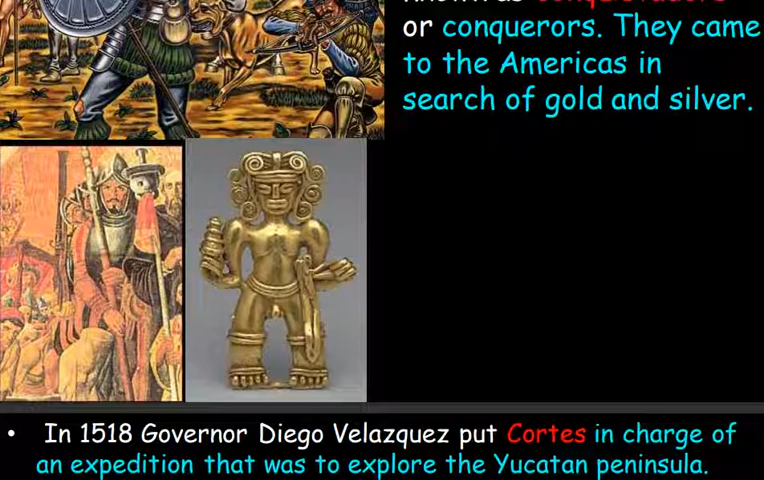 or conquerors. They came
to the Americas in
search of gold and silver.
• In 1518 Governor Diego Velazquez put Cortes in charge of
an expedition that was to explore the Yucatan peninsula.